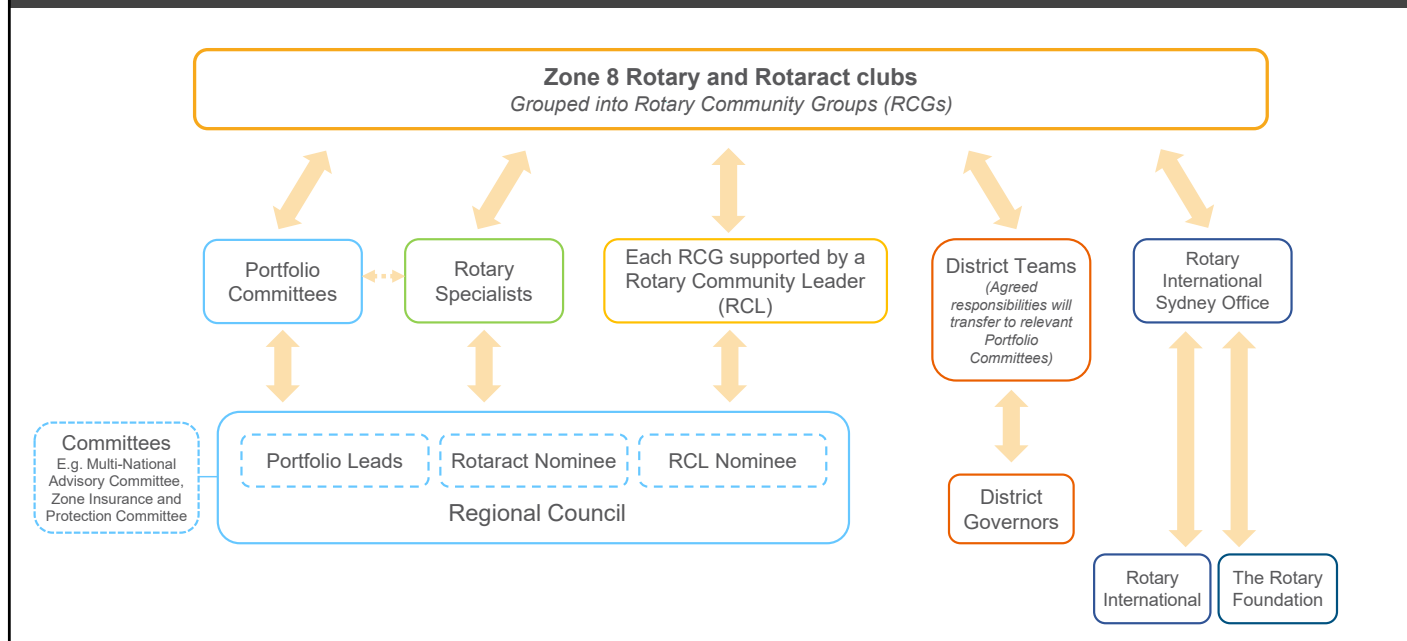 Zone 8 Rotary and Rotaract clubs
Grouped into Rotary Community Groups (RCGs)
Portfolio
Committees
Rotary
Specialists
Each RCG supported by a
Rotary Community Leader
(RCL)
District Teams
(Agreed
responsibilities will
transfer to relevant
Portfolio
Committees)
Rotary
International
Sydney Office
Committees
E.g. Multi-National
Advisory Committee,
Zone Insurance and
Protection Committee
Portfolio Leads
Rotaract Nominee
RCL Nominee
Regional Council
District
Governors
Rotary
International
The Rotary
Foundation